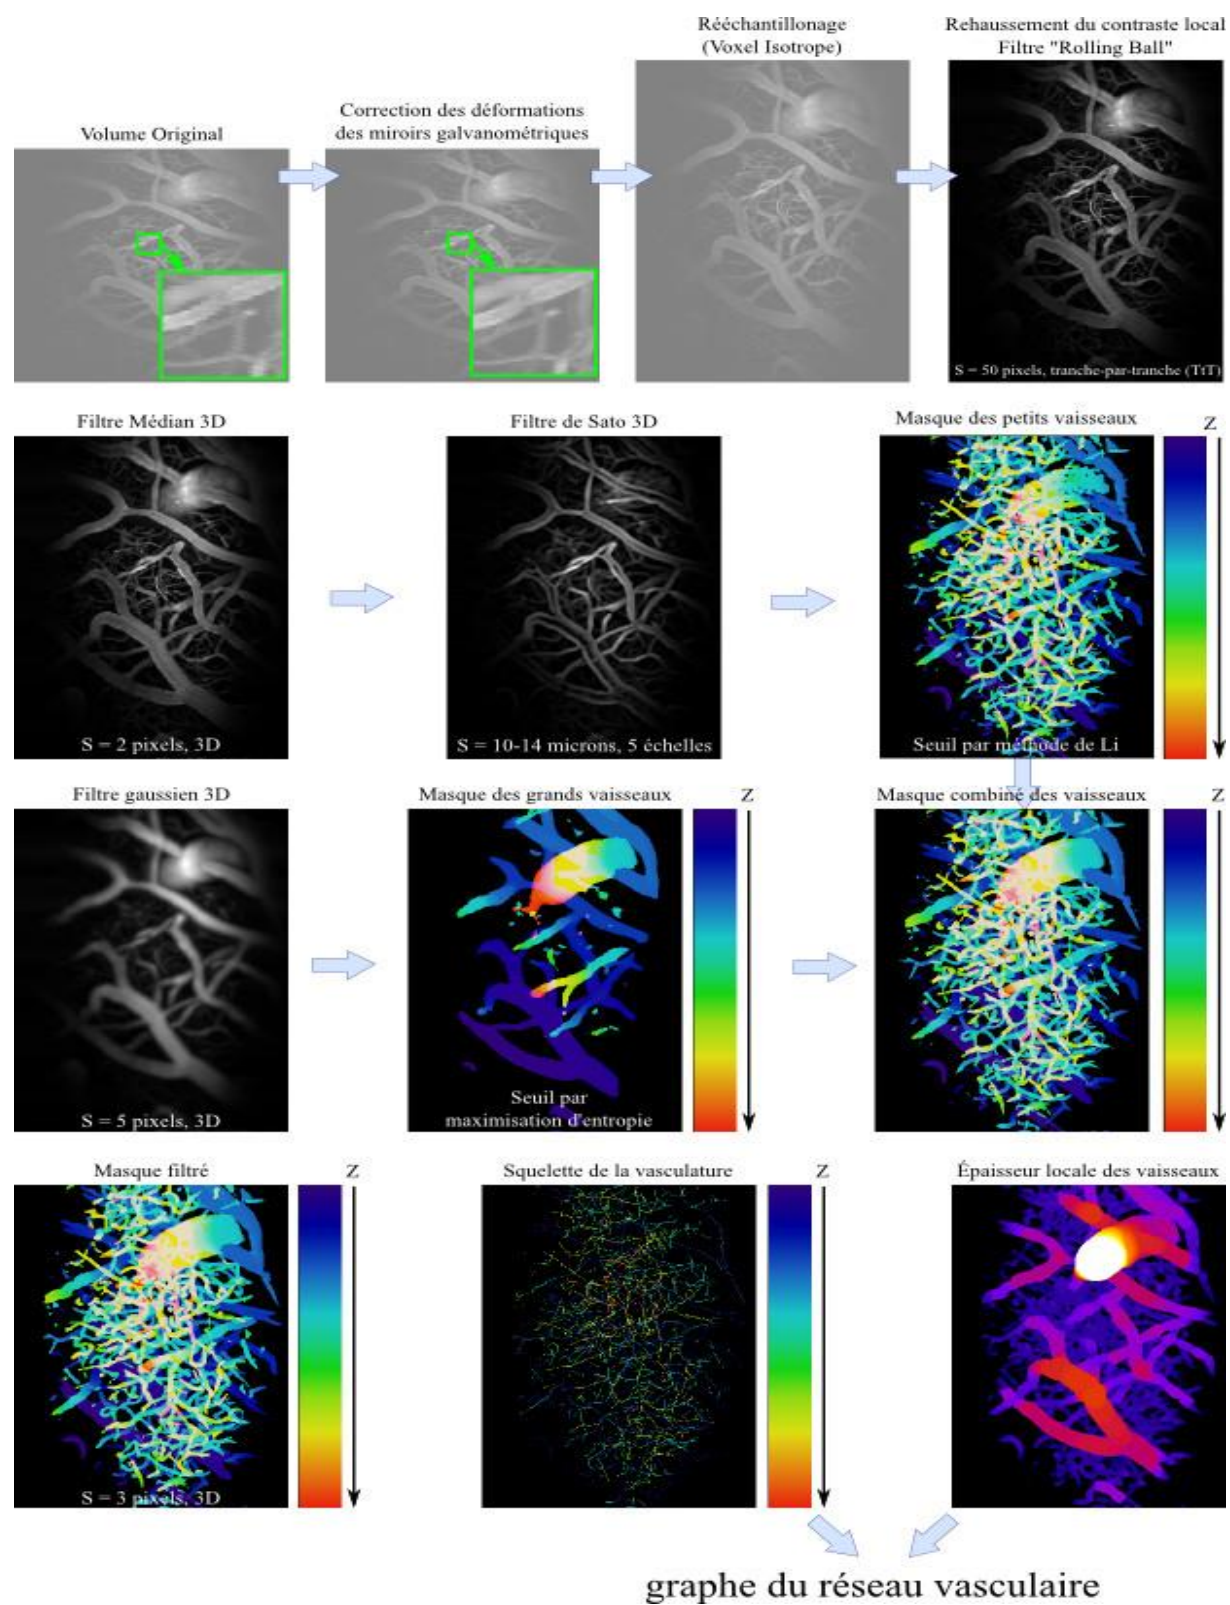 Volume Original
Correction des déformations
des miroirs galvanométriques
Rééchantillonage
(Voxel Isotrope)
Rehaussement du contraste local
Filtre "Rolling Ball"
S = 50 pixels, tranche-par-tranche (TtT)
Filtre Médian 3D
S = 2 pixels, 3D
Filtre de Sato 3D
S = 10-14 microns, 5 échelles
Masque des petits vaisseaux
Z
Seuil par méthode de Li
Filtre gaussien 3D
S = 5 pixels, 3D
Masque des grands vaisseaux
Z
Seuil par
maximisation d'entropie
Masque combiné des vaisseaux
Z
Masque filtré
Z
S = 3 pixels, 3D
Squelette de la vasculature
Z
Épaisseur locale des vaisseaux
graphe du réseau vasculaire